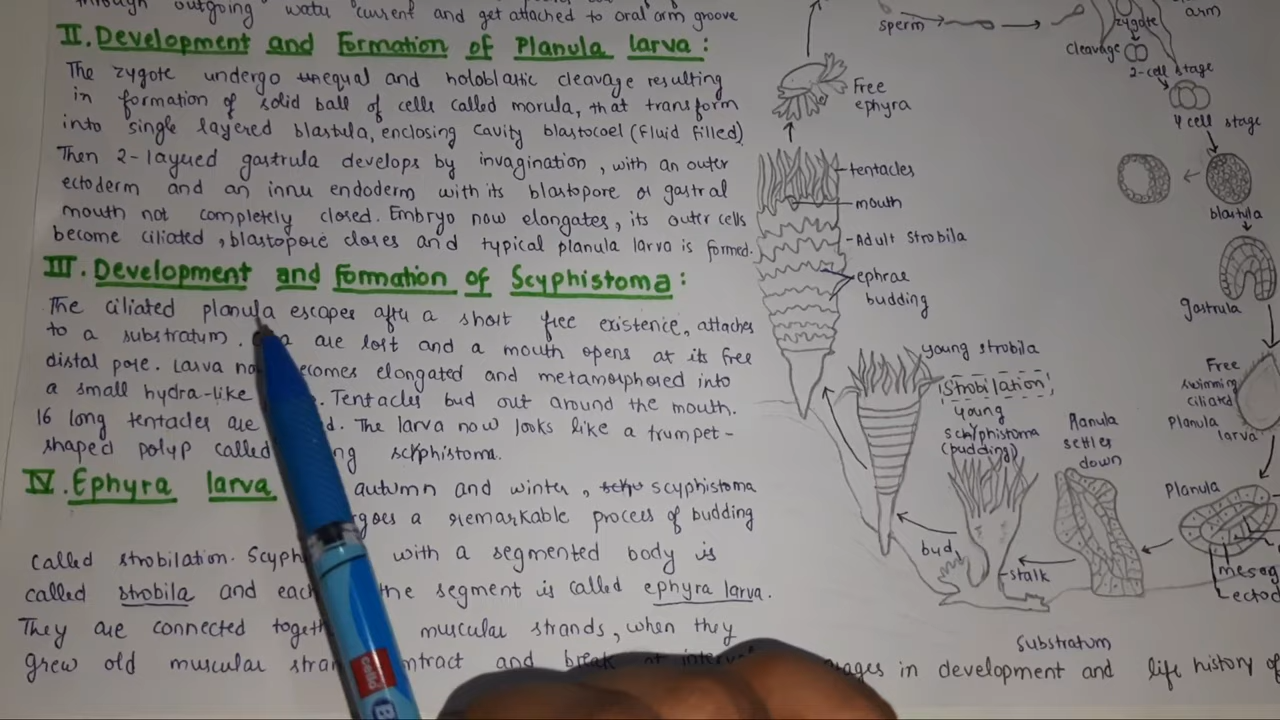 through outgoing water current and get attached to oral arm groove
II. Development and Formation of Planula larva:
The zygote undergo unequal and holoblatic cleavage resulting
in formation of solid ball of cells called morula, that transform
into single layered blastula, enclosing cavity blastocoel (fluid filled)
Then 2-layered gastrula develops by invagination, with an outer
ectoderm and an inner endoderm with its blastopore or gastral
mouth not completely closed. Embryo now elongates, its outer cells
become ciliated, blastopore closes and typical planula larva is formed.
III. Development and Formation of Scyphistoma:
The ciliated planula escapes after a short free existence, attaches
to a substratum. are lost and a mouth opens at its free
distal pole. Larva elongated and metamorphosed into
a small hydra-like Tentacles bud out around the mouth.
16 long tentacles are The larva now looks like a trumpet-
shaped polyp called scyphistoma.
IV. Ephyra larva autumn and winter, scyphistoma
a remarkable process of budding
called strobilation. with a segmented body is
called strobila and the segment is called ephyra larva.
They are connected muscular strands, when they
grew old muscular and break at
sperm
zygote
arm
cleavage
2-cell stage
4 cell stage
blastula
gastrula
Free
swimming
ciliated
Planula
larva
Planula
ectod
Planula
settles
down
Strobilation
young
scyphistoma
(budding)
bud
stalk
substratum
young strobila
Free
ephyra
tentacles
mouth
Adult Strobila
ephrae
budding
in development and life history of
cello